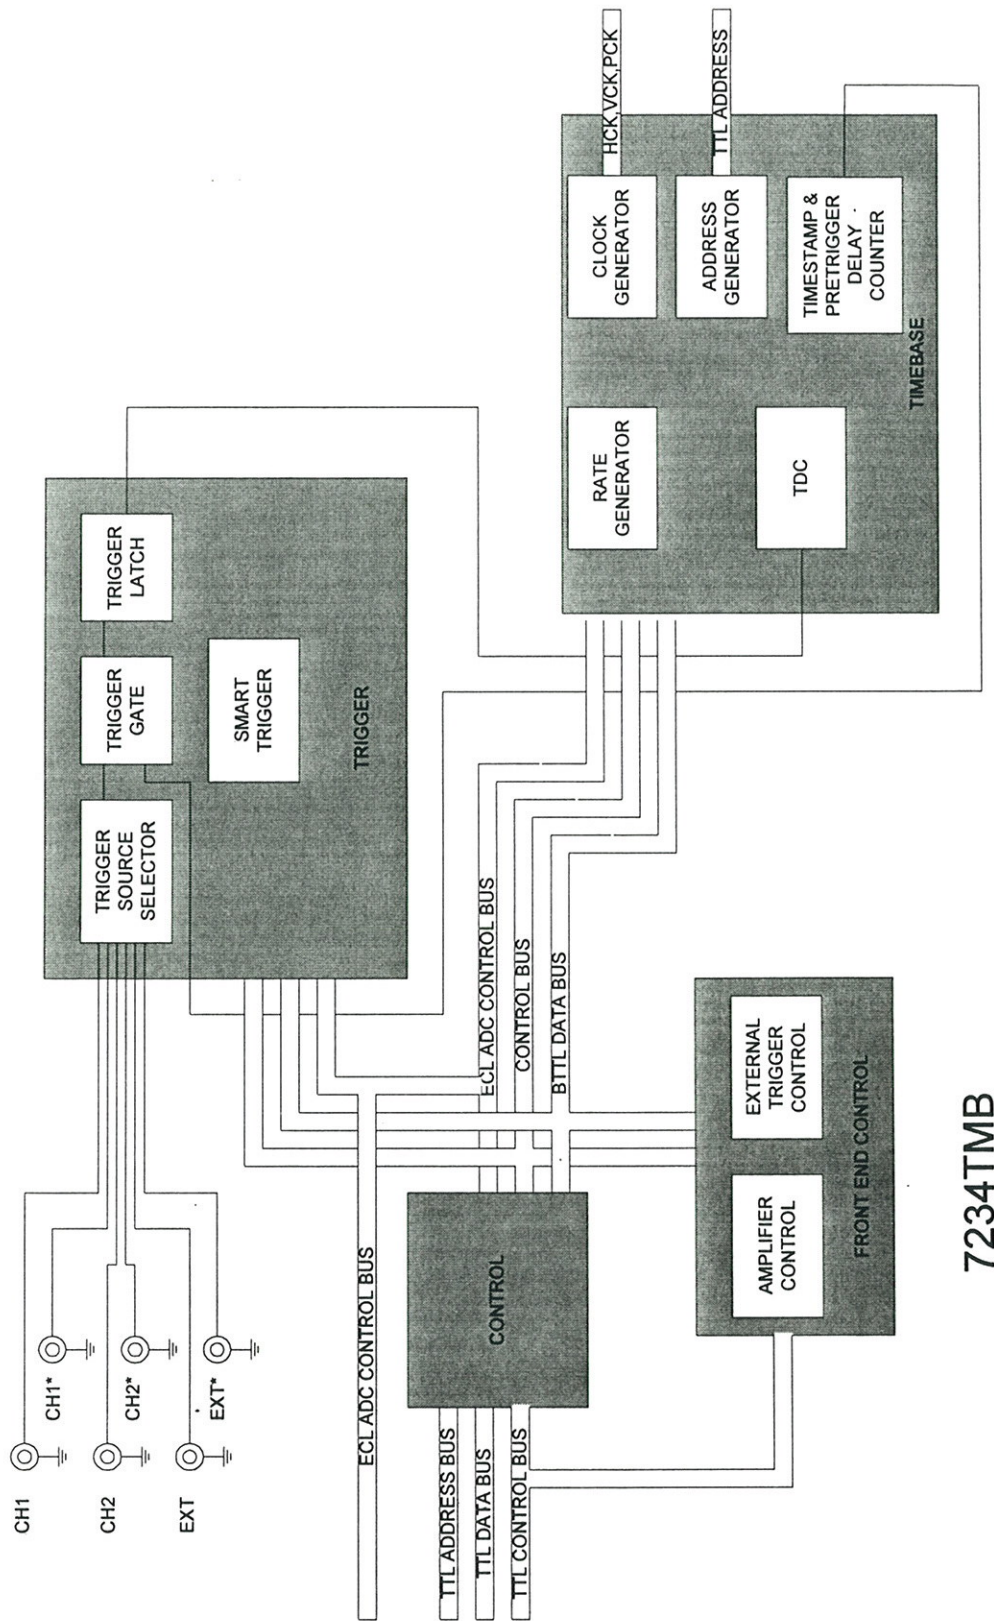 CH1
CH1*
CH2
CH2*
EXT
EXT*
TRIGGER
SOURCE
SELECTOR
TRIGGER
GATE
TRIGGER
LATCH
SMART
TRIGGER
TRIGGER
ECL ADC CONTROL BUS
TTL ADDRESS BUS
TTL DATA BUS
TTL CONTROL BUS
CONTROL
ECL ADC CONTROL BUS
CONTROL BUS
BTTL DATA BUS
RATE
GENERATOR
CLOCK
GENERATOR
HCK,VCK,PCK
ADDRESS
GENERATOR
TTL ADDRESS
TDC
TIMESTAMP &
PRETRIGGER
DELAY
COUNTER
TIMEBASE
AMPLIFIER
CONTROL
EXTERNAL
TRIGGER
CONTROL
FRONT END CONTROL
7234TMB